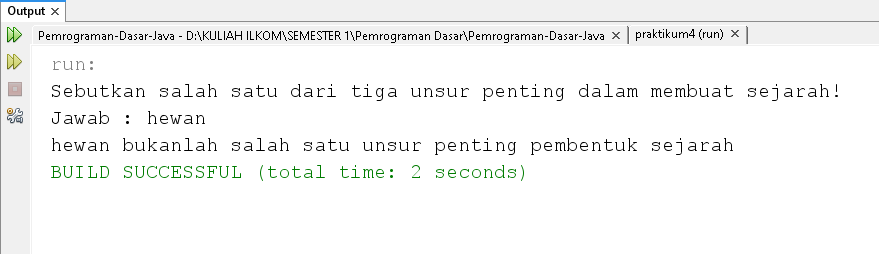 Output
Pemrograman-Dasar-Java - D:\KULIAH ILKOM\SEMESTER 1\Pemrograman Dasar\Pemrograman-Dasar-Java
praktikum4 (run)
run:
Sebutkan salah satu dari tiga unsur penting dalam membuat sejarah!
Jawab : hewan
hewan bukanlah salah satu unsur penting pembentuk sejarah
BUILD SUCCESSFUL (total time: 2 seconds)